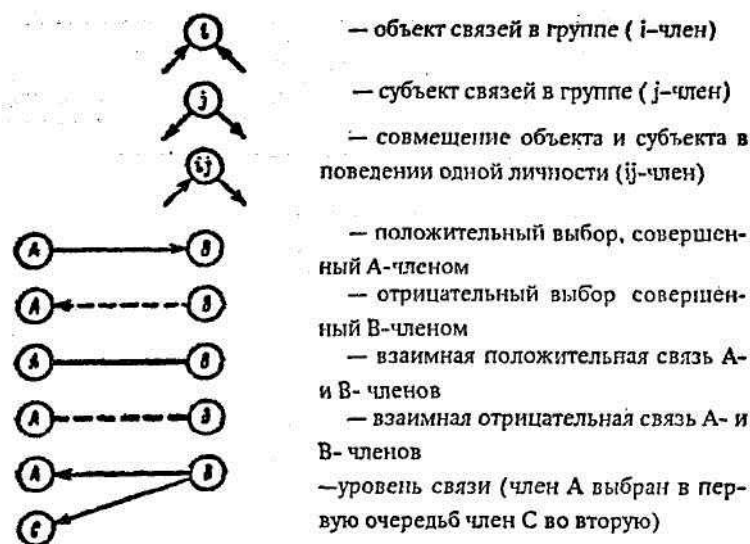 i — объект связей в группе ( i-член)
j — субъект связей в группе ( j-член)
— совмещение объекта и субъекта в
ij поведении одной личности (ij-член)
A B — положительный выбор, совершен-
ный А-членом
A B — отрицательный выбор совершен-
ный В-членом
A B — взаимная положительная связь А-
и В- членов
A B — взаимная отрицательная связь А- и
В- членов
A B —уровень связи (член А выбран в пер-
C вую очередьб член С во вторую)